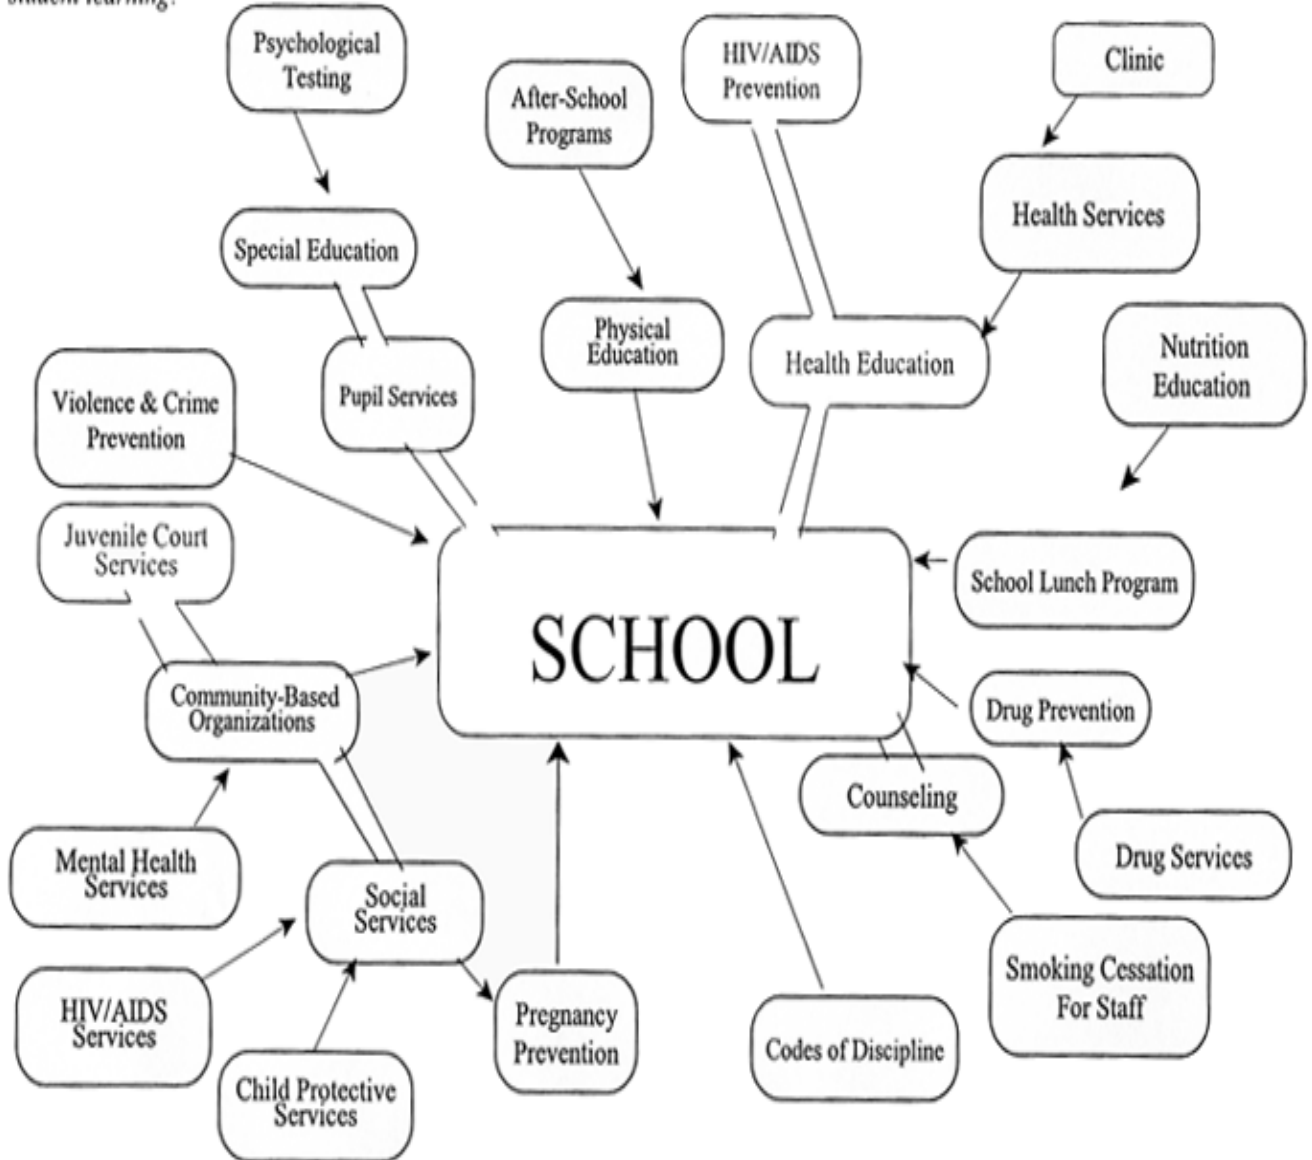 student learning?
Psychological
Testing
After-School
Programs
HIV/AIDS
Prevention
Clinic
Health Services
Special Education
Physical
Education
Health Education
Nutrition
Education
Violence & Crime
Prevention
Pupil Services
Juvenile Court
Services
SCHOOL
School Lunch Program
Community-Based
Organizations
Drug Prevention
Counseling
Drug Services
Mental Health
Services
Social
Services
Smoking Cessation
For Staff
HIV/AIDS
Services
Pregnancy
Prevention
Codes of Discipline
Child Protective
Services